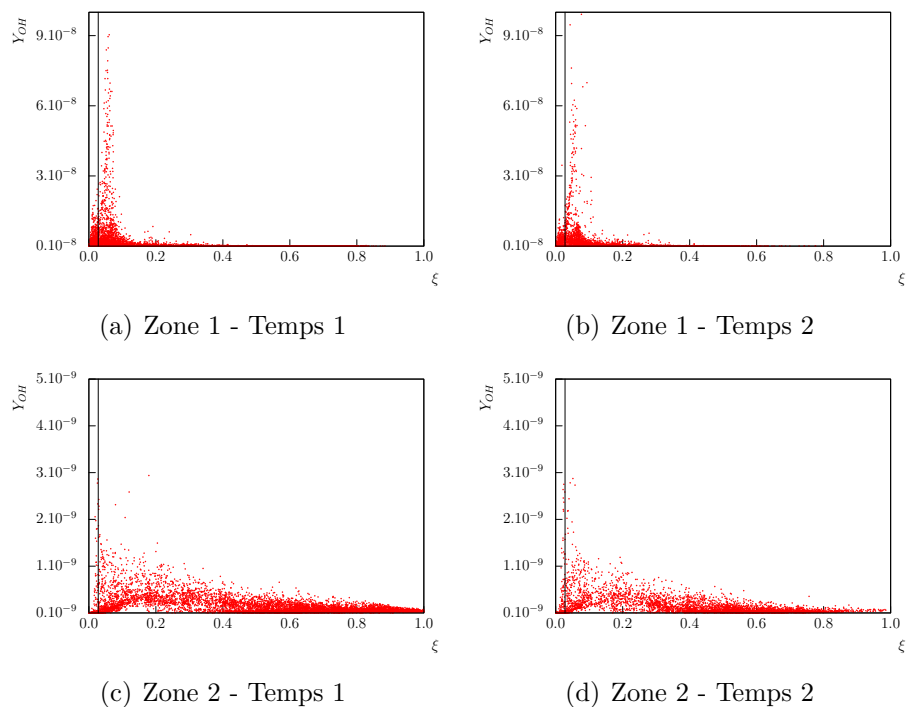 Y_OH
9.10⁻⁸
6.10⁻⁸
3.10⁻⁸
0.10⁻⁸
0.0 0.2 0.4 0.6 0.8 1.0
ξ
(a) Zone 1 - Temps 1
Y_OH
9.10⁻⁸
6.10⁻⁸
3.10⁻⁸
0.10⁻⁸
0.0 0.2 0.4 0.6 0.8 1.0
ξ
(b) Zone 1 - Temps 2
Y_OH
5.10⁻⁹
4.10⁻⁹
3.10⁻⁹
2.10⁻⁹
1.10⁻⁹
0.10⁻⁹
0.0 0.2 0.4 0.6 0.8 1.0
ξ
(c) Zone 2 - Temps 1
Y_OH
5.10⁻⁹
4.10⁻⁹
3.10⁻⁹
2.10⁻⁹
1.10⁻⁹
0.10⁻⁹
0.0 0.2 0.4 0.6 0.8 1.0
ξ
(d) Zone 2 - Temps 2